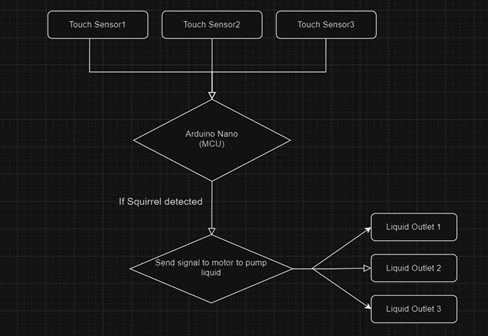 Touch Sensor1
Touch Sensor2
Touch Sensor3
Arduino Nano
(MCU)
If Squirrel detected
Send signal to motor to pump
liquid
Liquid Outlet 1
Liquid Outlet 2
Liquid Outlet 3